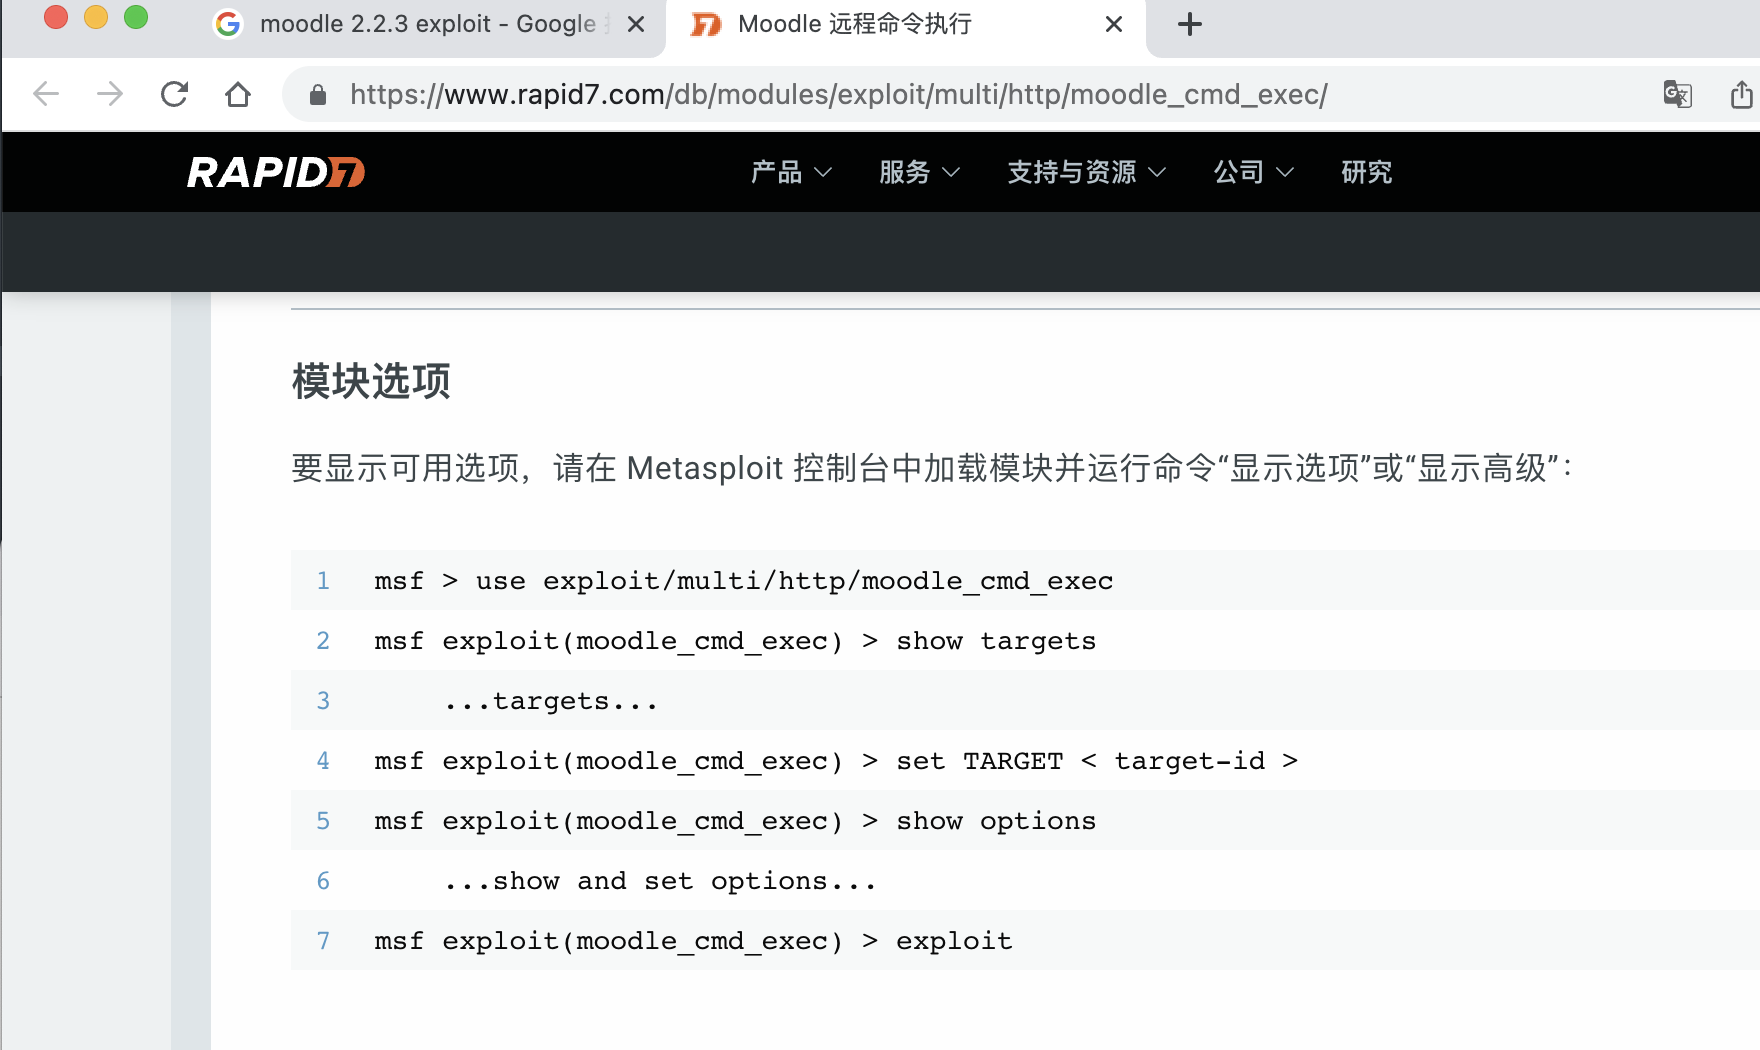 moodle 2.2.3 exploit - Google
Moodle 远程命令执行
https://www.rapid7.com/db/modules/exploit/multi/http/moodle_cmd_exec/
RAPID7
产品
服务
支持与资源
公司
研究
模块选项
要显示可用选项，请在 Metasploit 控制台中加载模块并运行命令“显示选项”或“显示高级”：
1 msf > use exploit/multi/http/moodle_cmd_exec
2 msf exploit(moodle_cmd_exec) > show targets
3 ...targets...
4 msf exploit(moodle_cmd_exec) > set TARGET < target-id >
5 msf exploit(moodle_cmd_exec) > show options
6 ...show and set options...
7 msf exploit(moodle_cmd_exec) > exploit